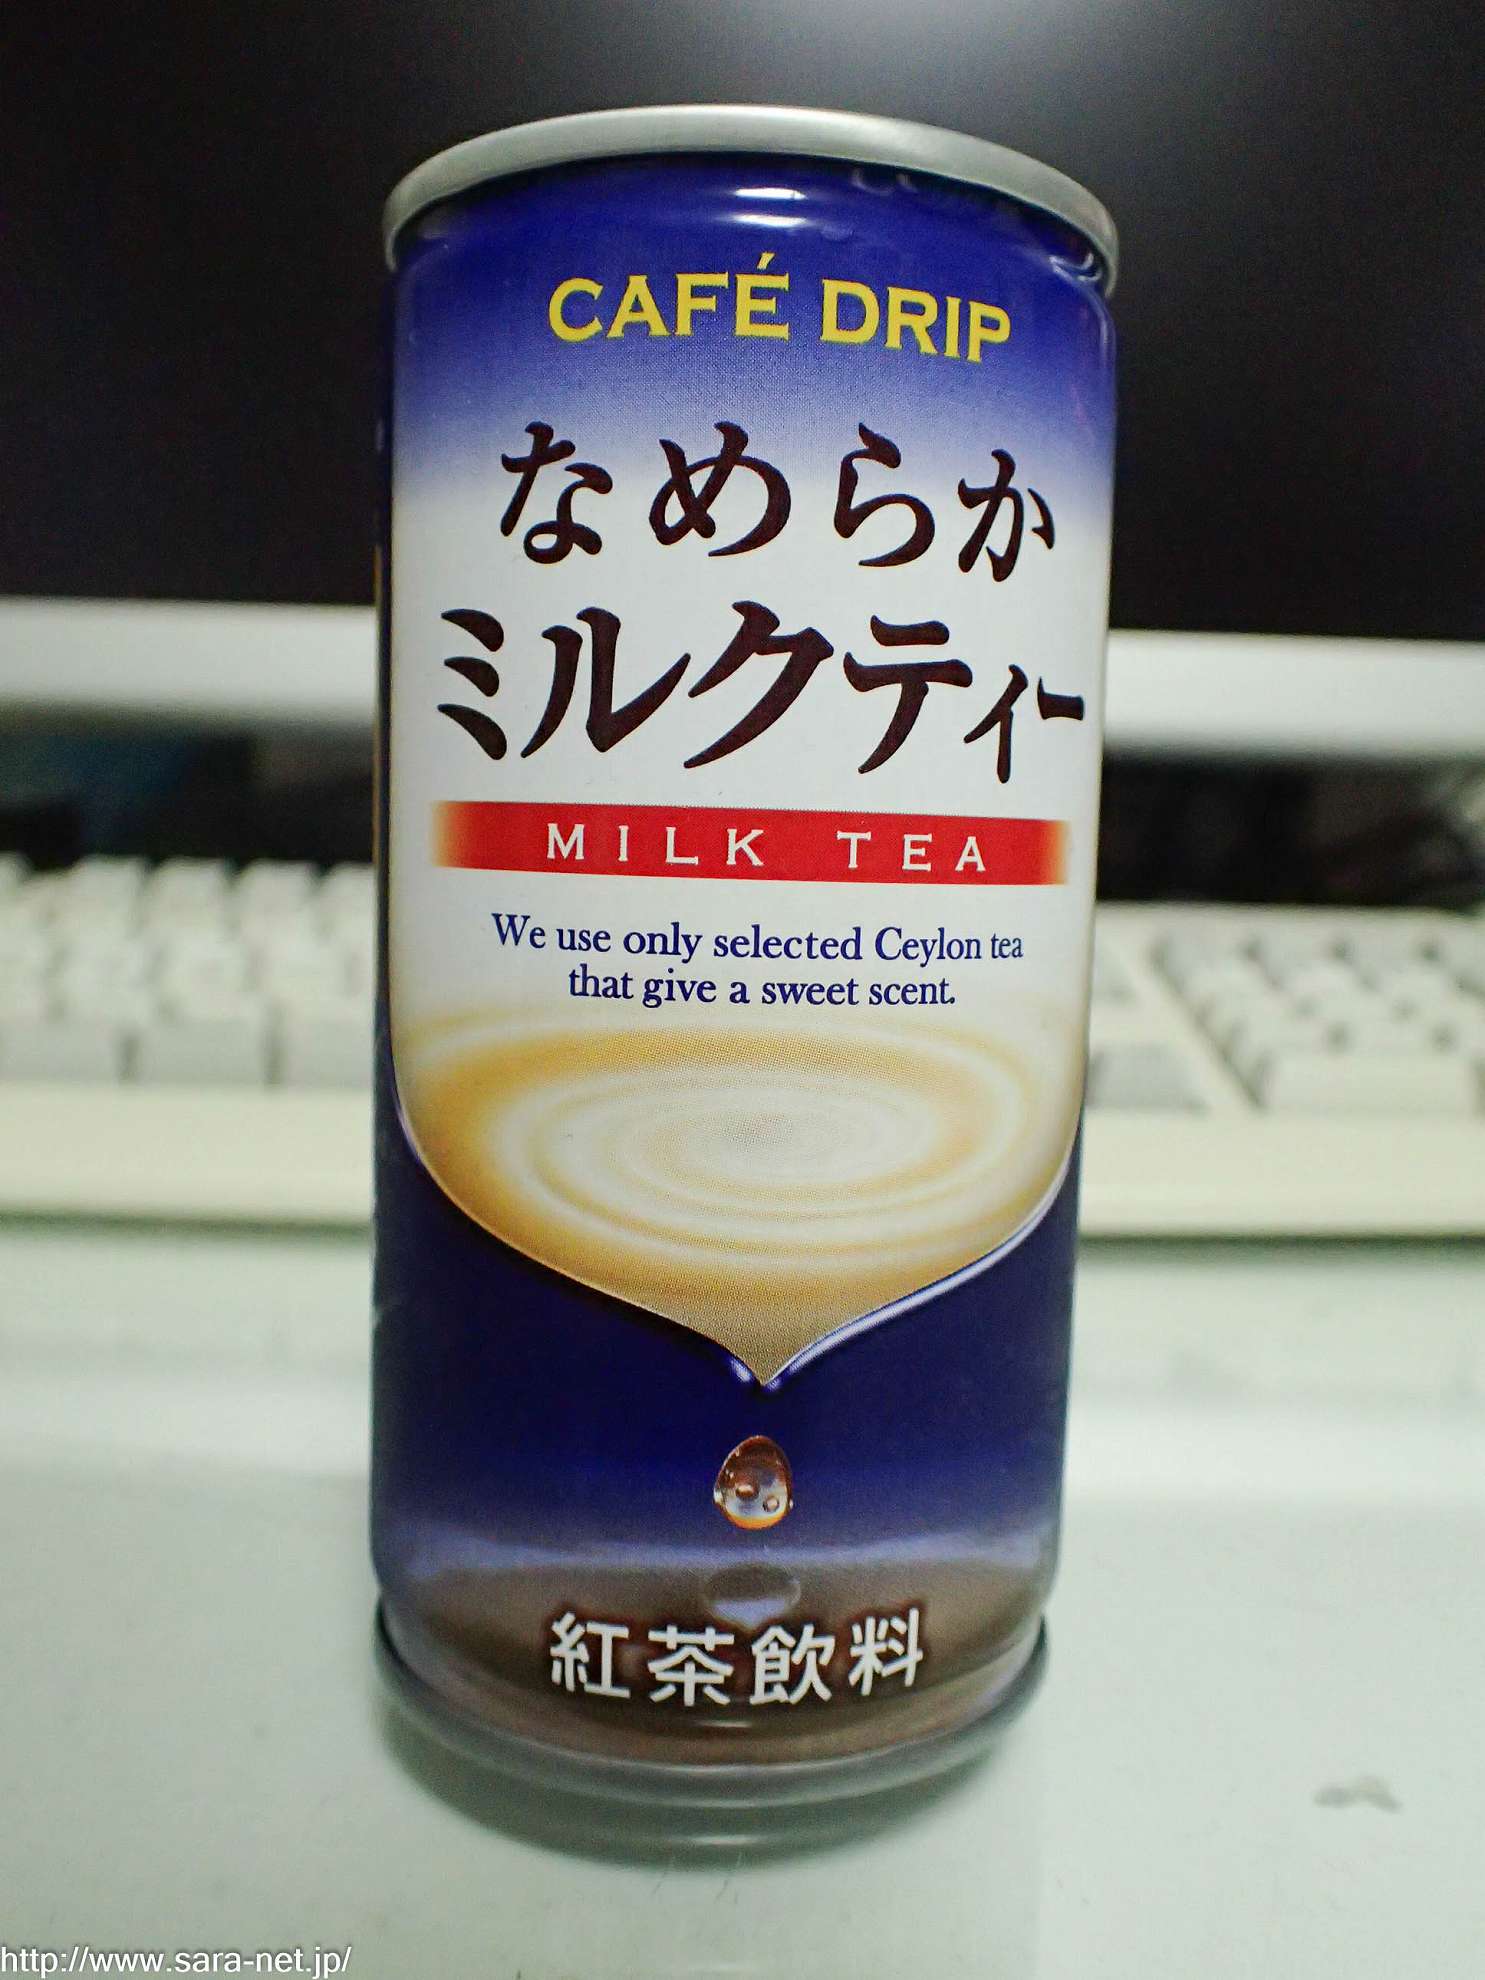 CAFÉ DRIP
なめらか
ミルクティー
MILK TEA
We use only selected Ceylon tea
that give a sweet scent.
紅茶飲料
http://www.sara-net.jp/